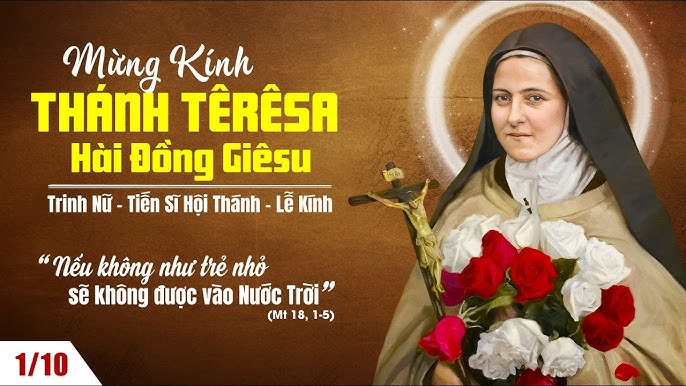 Mừng Kính
THÁNH TÊRÊSA
Hài Đồng Giêsu
Trinh Nữ - Tiến Sĩ Hội Thánh - Lễ Kính
“Nếu không như trẻ nhỏ
sẽ không được vào Nước Trời”
(Mt 18, 1-5)
1/10